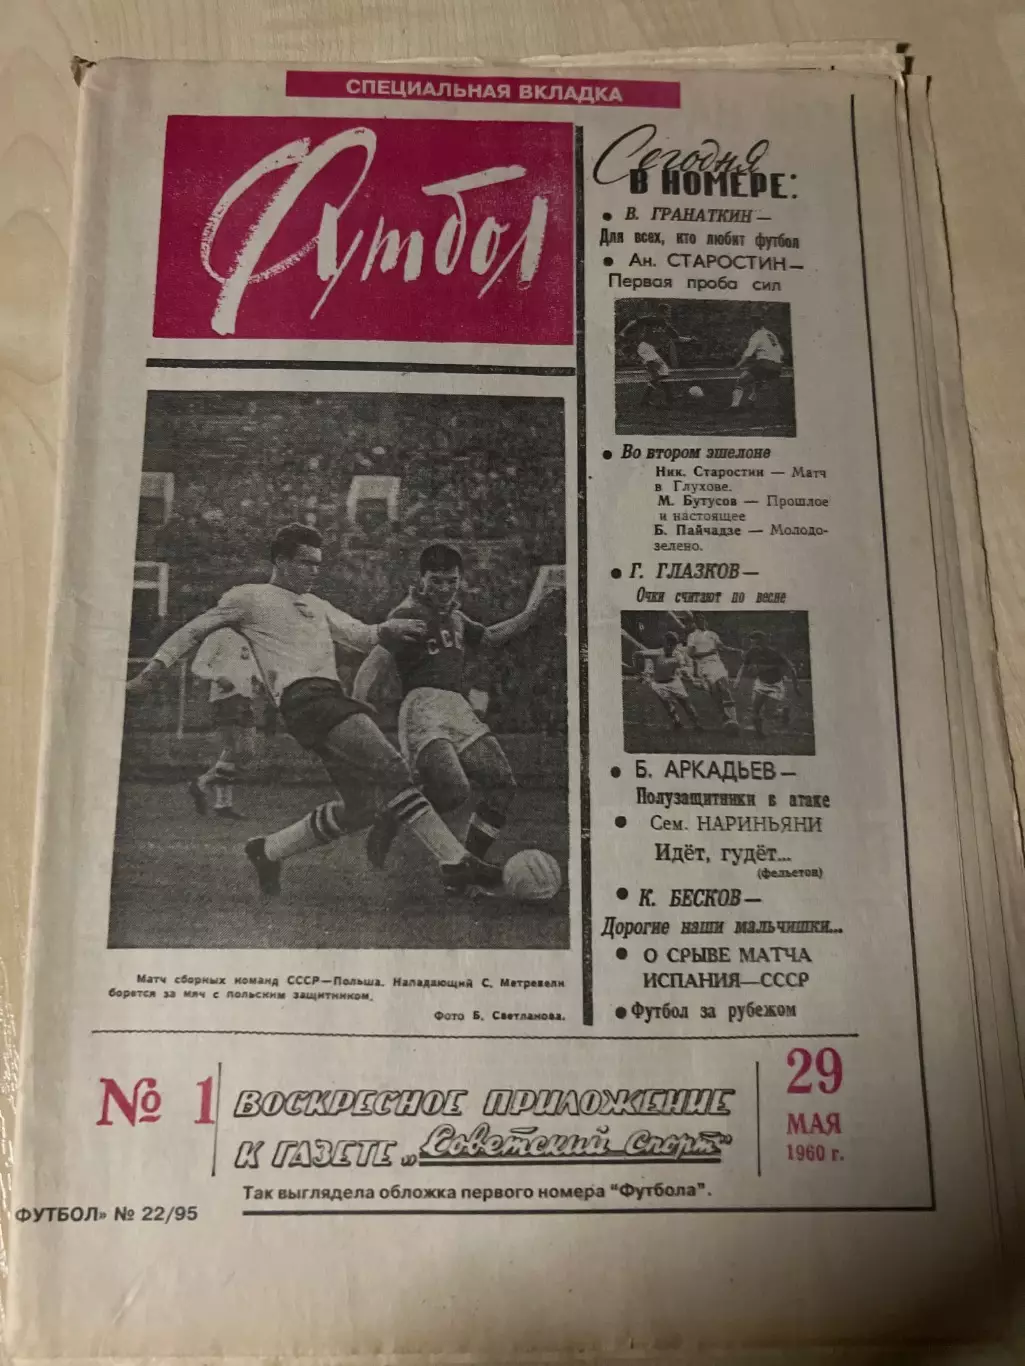 СПЕЦИАЛЬНАЯ ВКЛАДКА
Футбол
Сегодня
В НОМЕРЕ:
• В. ГРАНАТКИН —
Для всех, кто любит футбол
• Ан. СТАРОСТИН —
Первая проба сил
• Во втором эшелоне
Ник. Старостин — Матч
в Глухове.
М. Бутусов — Прошлое
и настоящее
Б. Пайчадзе — Молодо-
зелено.
• Г. ГЛАЗКОВ —
Очки считают по весне
• Б. АРКАДЬЕВ —
Полузащитники в атаке
• Сем. НАРИНЬЯНИ
Идёт, гудёт...
(фельетон)
• К. БЕСКОВ —
Дорогие наши мальчишки...
• О СРЫВЕ МАТЧА
ИСПАНИЯ—СССР
• Футбол за рубежом
СССР
Матч сборных команд СССР—Польша. Нападающий С. Метревели
борется за мяч с польским защитником.
Фото Б. Светланова.
№ 1
ВОСКРЕСНОЕ ПРИЛОЖЕНИЕ
К ГАЗЕТЕ „Советский Спорт"
29
МАЯ
1960 г.
Так выглядела обложка первого номера "Футбола".
ФУТБОЛ» № 22/95